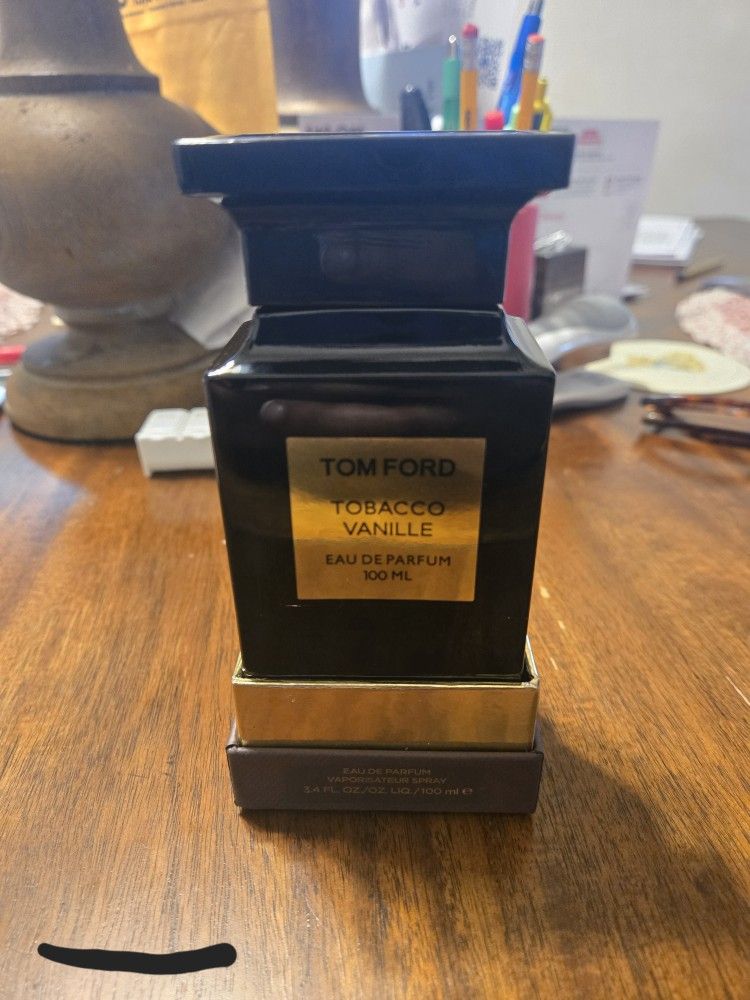 TOM FORD
TOBACCO
VANILLE
EAU DE PARFUM
100 ML
EAU DE PARFUM
VAPORISATEUR SPRAY
3.4 FL. OZ./OZ. LIQ./100 ml e